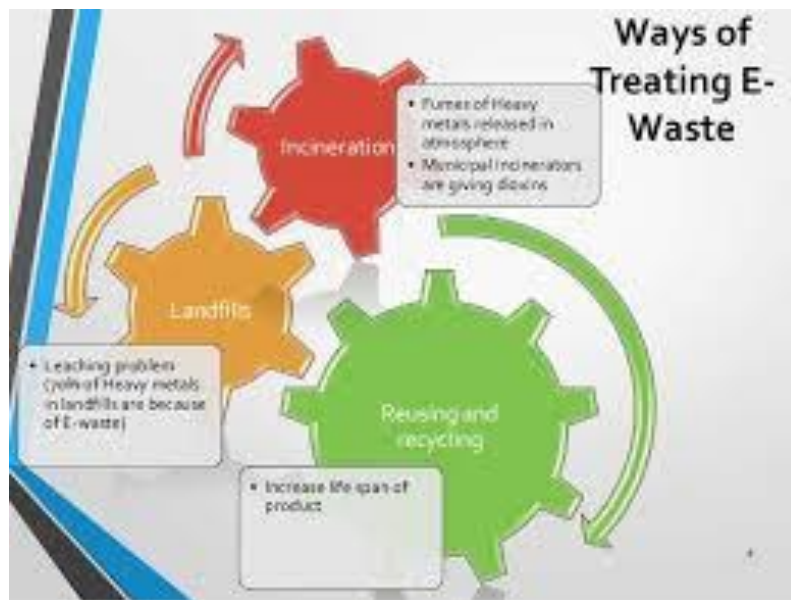 Ways of
Treating E-
Waste
Incineration
• Fumes of Heavy
metals released in
atmosphere
• Municipal incinerators
are giving dioxins
Landfills
• Leaching problem
(70% of Heavy metals
in landfills are because
of E-waste)
Reusing and
recycling
• Increase life span of
product